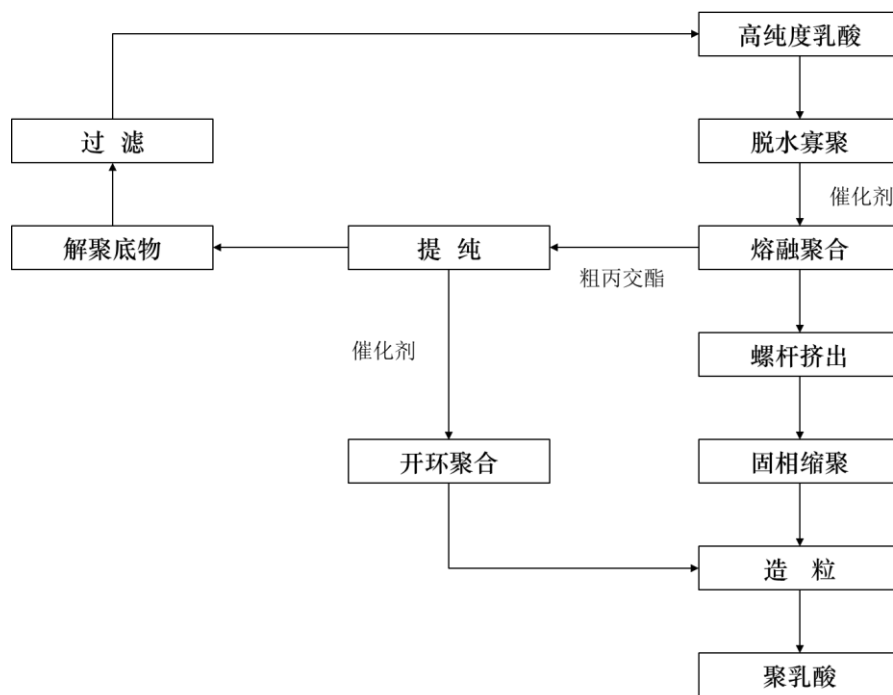 高纯度乳酸
过 滤
脱水寡聚
催化剂
解聚底物
提 纯
熔融聚合
粗丙交酯
催化剂
螺杆挤出
开环聚合
固相缩聚
造 粒
聚乳酸